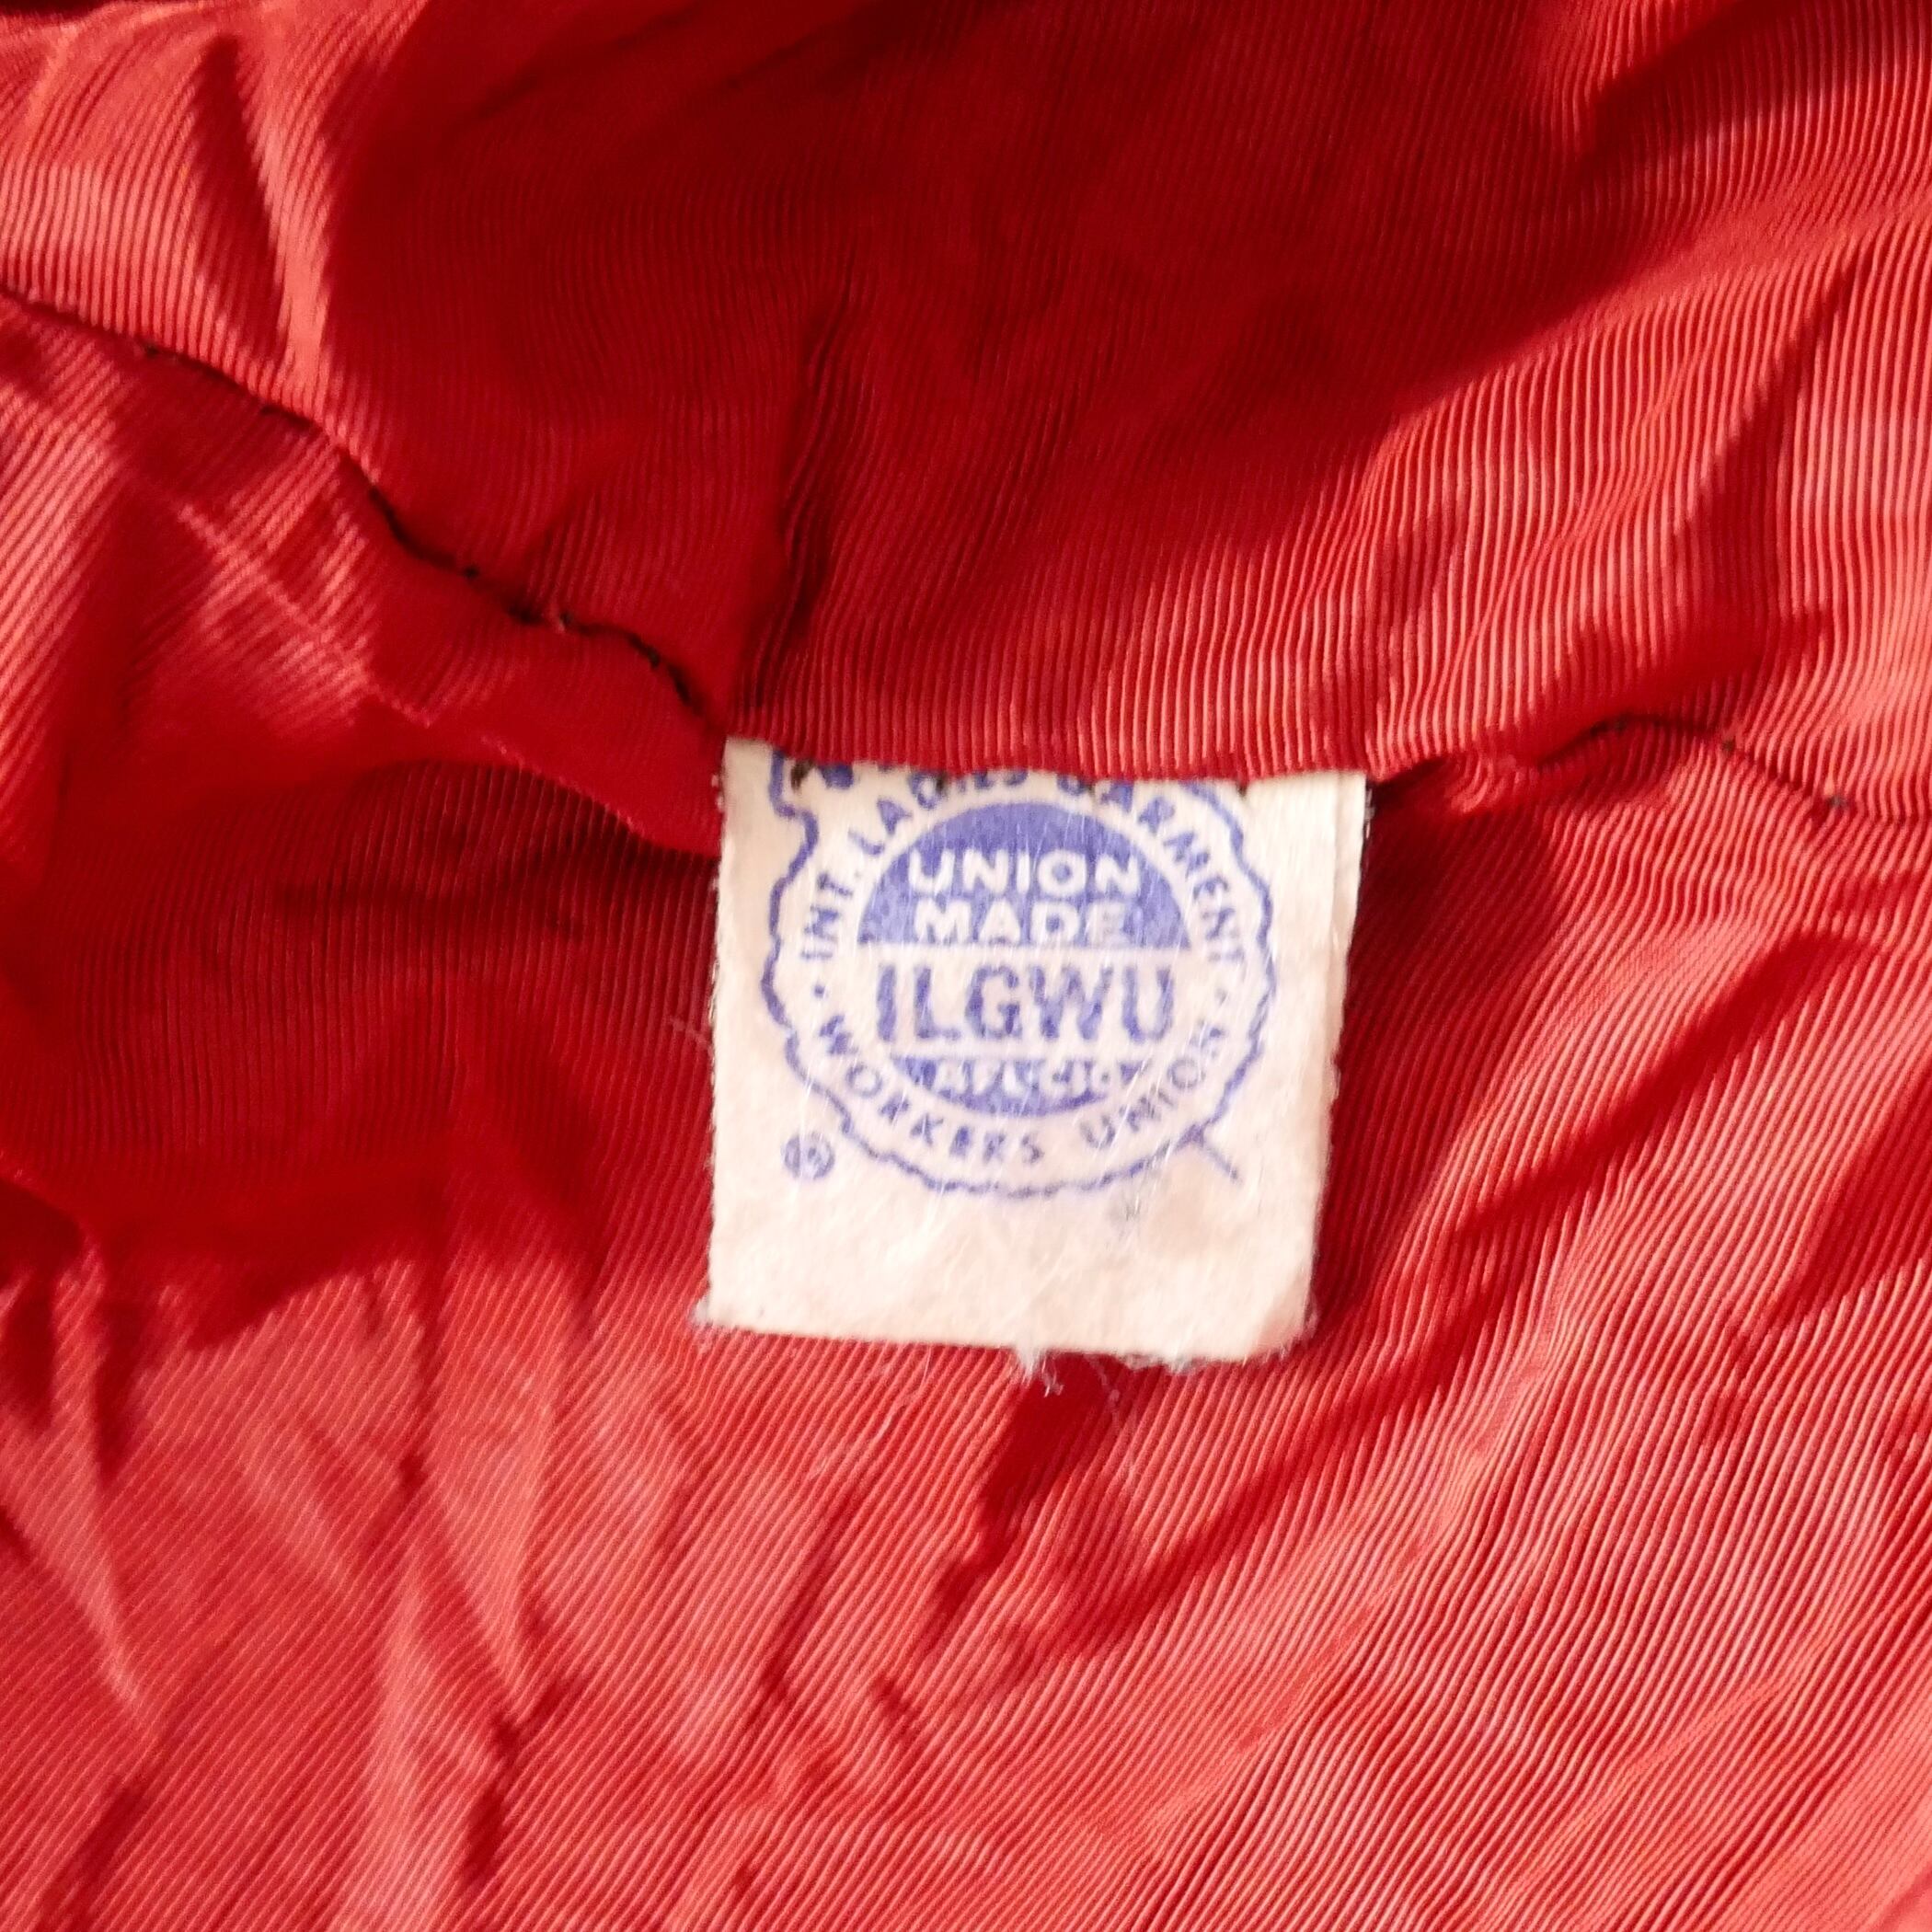 INT. LADIES GARMENT
UNION
MADE
ILGWU
AFL-CIO
WORKERS UNION
®